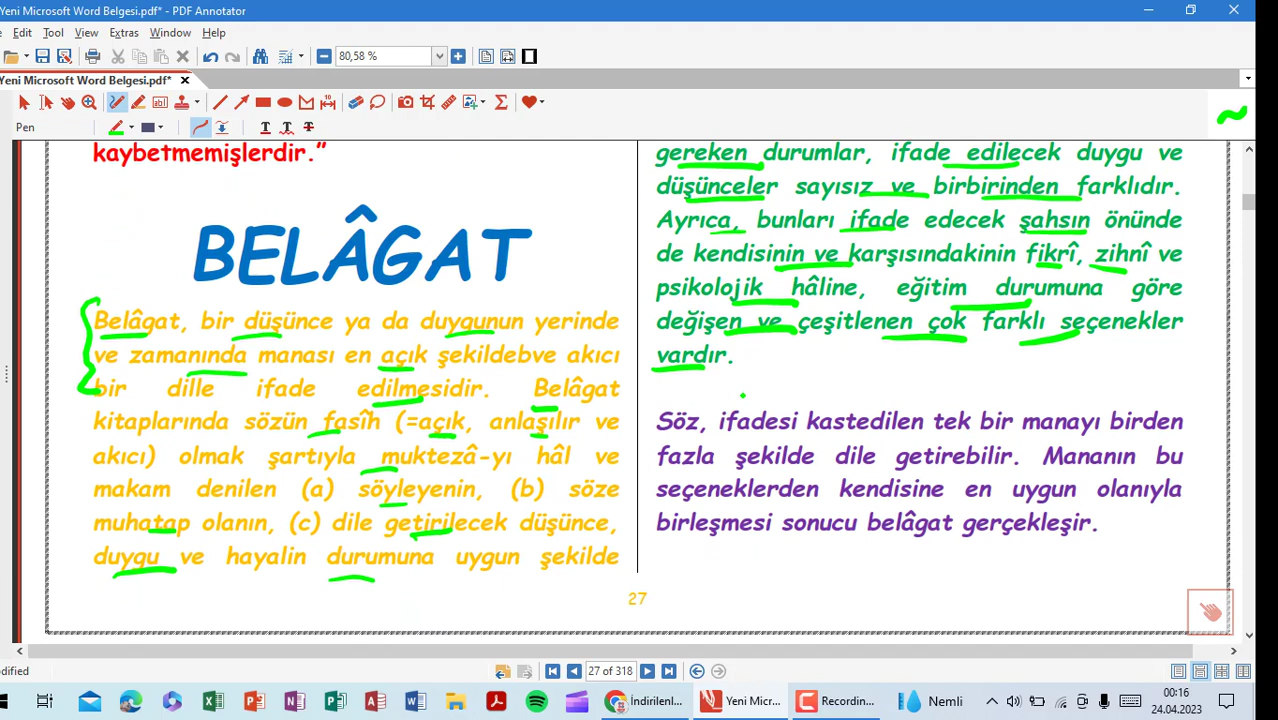 Yeni Microsoft Word Belgesi.pdf* - PDF Annotator
Edit Tool View Extras Window Help
80,58 %
Yeni Microsoft Word Belgesi.pdf*
Pen
kaybetmemişlerdir.”
BELÂGAT
Belâgat, bir düşünce ya da duygunun yerinde
ve zamanında manası en açık şekildebve akıcı
bir dille ifade edilmesidir. Belâgat
kitaplarında sözün fasîh (=açık, anlaşılır ve
akıcı) olmak şartıyla muktezâ-yı hâl ve
makam denilen (a) söyleyenin, (b) söze
muhatap olanın, (c) dile getirilecek düşünce,
duygu ve hayalin durumuna uygun şekilde
gereken durumlar, ifade edilecek duygu ve
düşünceler sayısız ve birbirinden farklıdır.
Ayrıca, bunları ifade edecek şahsın önünde
de kendisinin ve karşısındakinin fikrî, zihnî ve
psikolojik hâline, eğitim durumuna göre
değişen ve çeşitlenen çok farklı seçenekler
vardır.
Söz, ifadesi kastedilen tek bir manayı birden
fazla şekilde dile getirebilir. Mananın bu
seçeneklerden kendisine en uygun olanıyla
birleşmesi sonucu belâgat gerçekleşir.
27
odified
27 of 318
İndirilenl...
Yeni Micr...
Recordin...
Nemli
00:16
24.04.2023